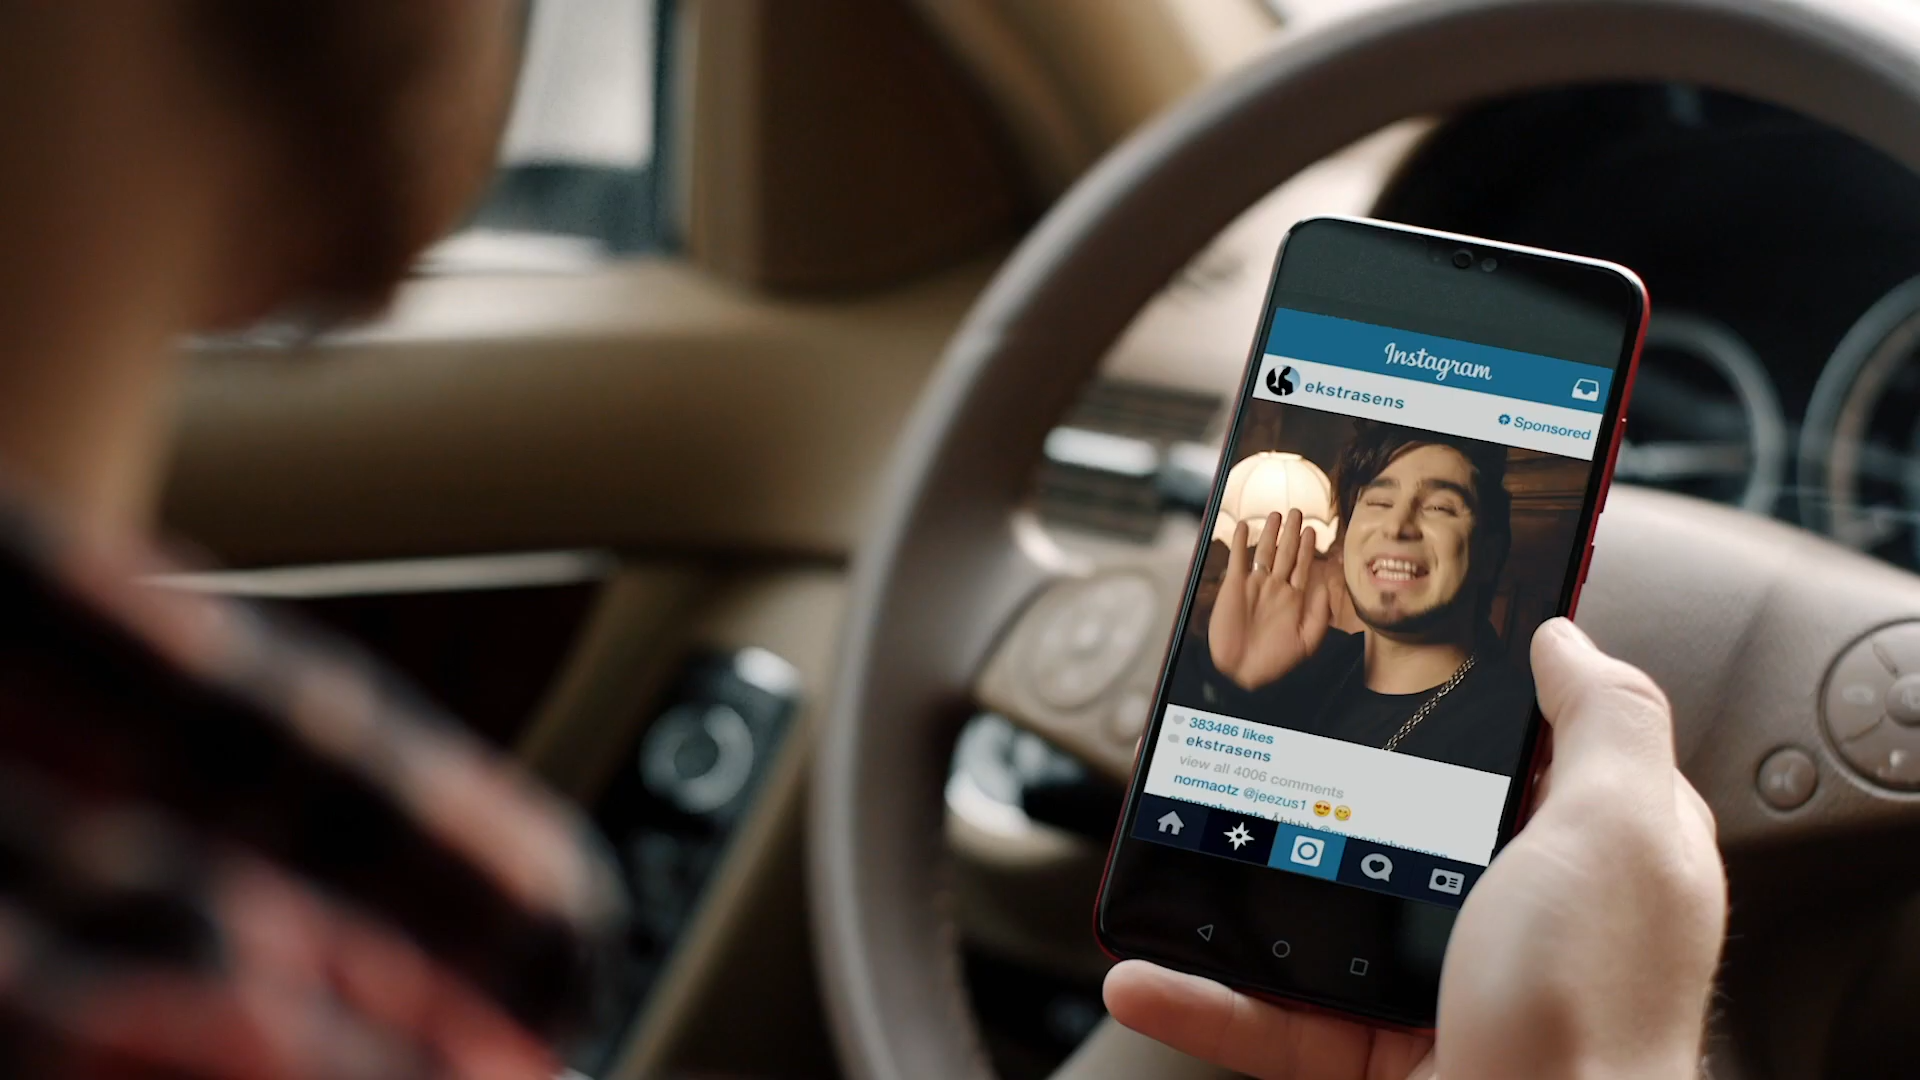 Instagram
ekstrasens
Sponsored
383486 likes
ekstrasens
view all 4006 comments
normaotz @jeezus1 😍😊